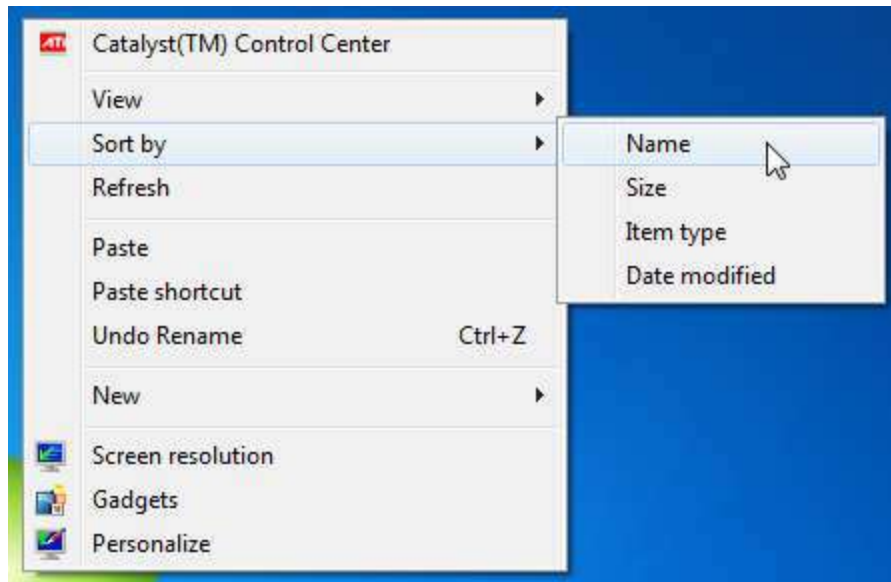 ATI
Catalyst(TM) Control Center
View
Sort by
Refresh
Paste
Paste shortcut
Undo Rename Ctrl+Z
New
Screen resolution
Gadgets
Personalize
Name
Size
Item type
Date modified